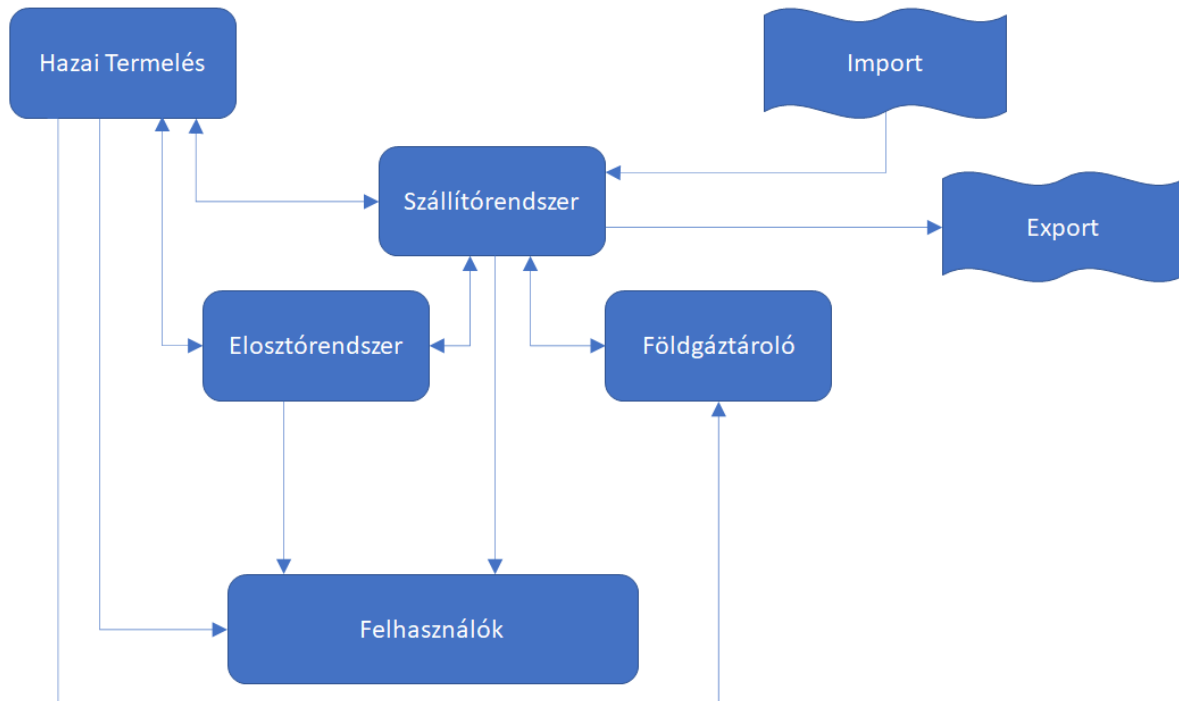 Hazai Termelés
Import
Szállítórendszer
Export
Elosztórendszer
Földgáztároló
Felhasználók